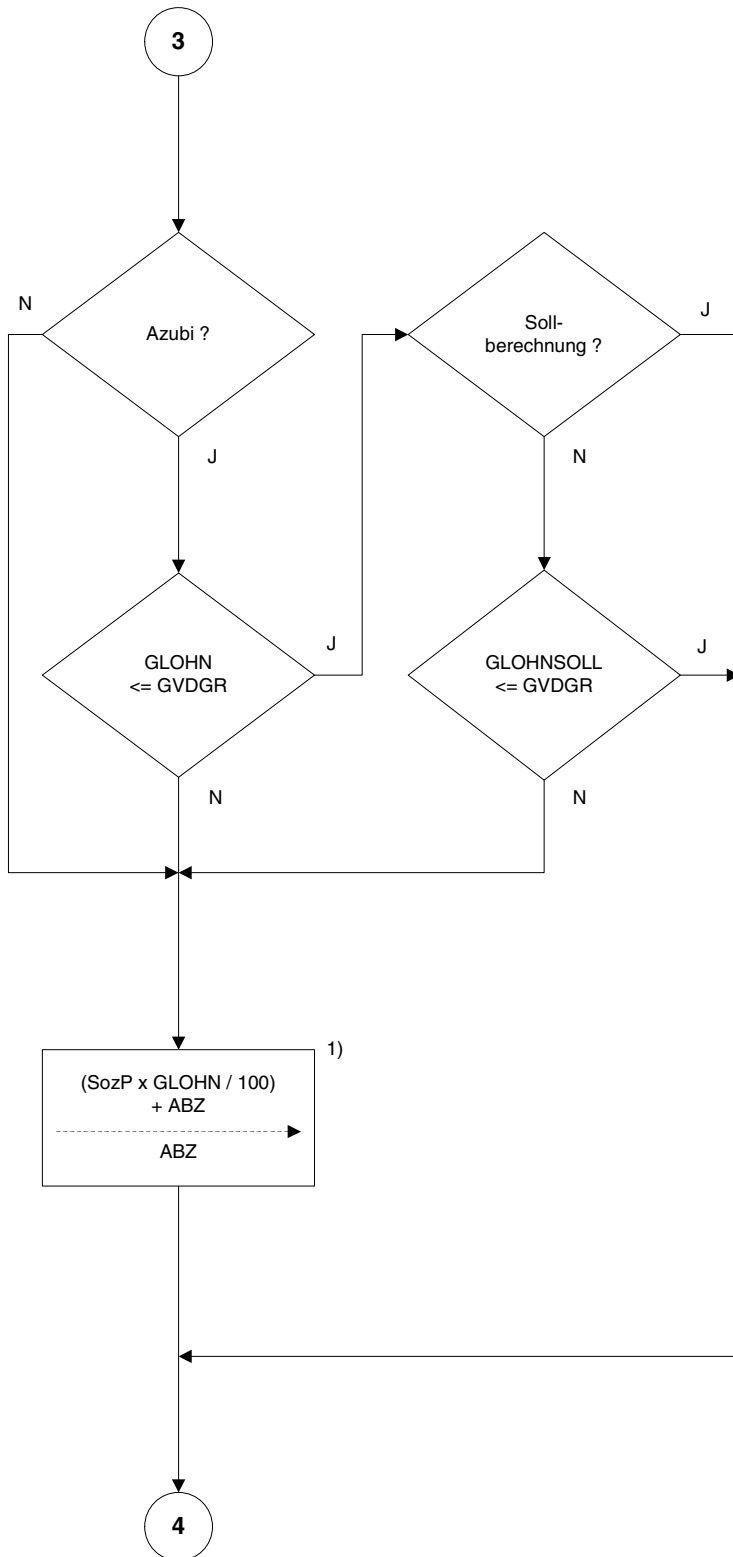 3
N
Azubi ?
J
Soll-
berechnung ?
J
N
GLOHN
<= GVDGR
J
N
GLOHNSOLL
<= GVDGR
J
N
1)
(SozP x GLOHN / 100)
+ ABZ
ABZ
4